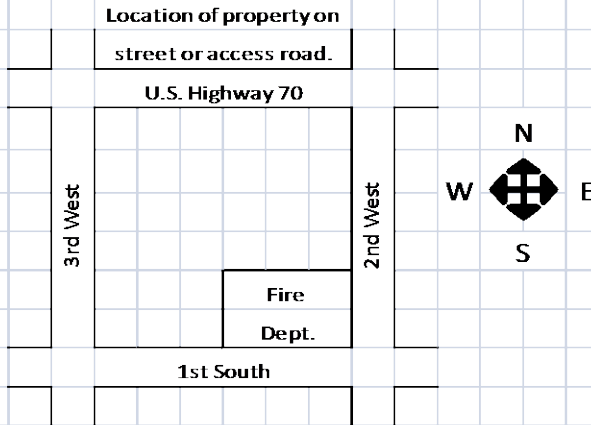 Location of property on
street or access road.
U.S. Highway 70
N
W
E
S
3rd West
2nd West
Fire
Dept.
1st South